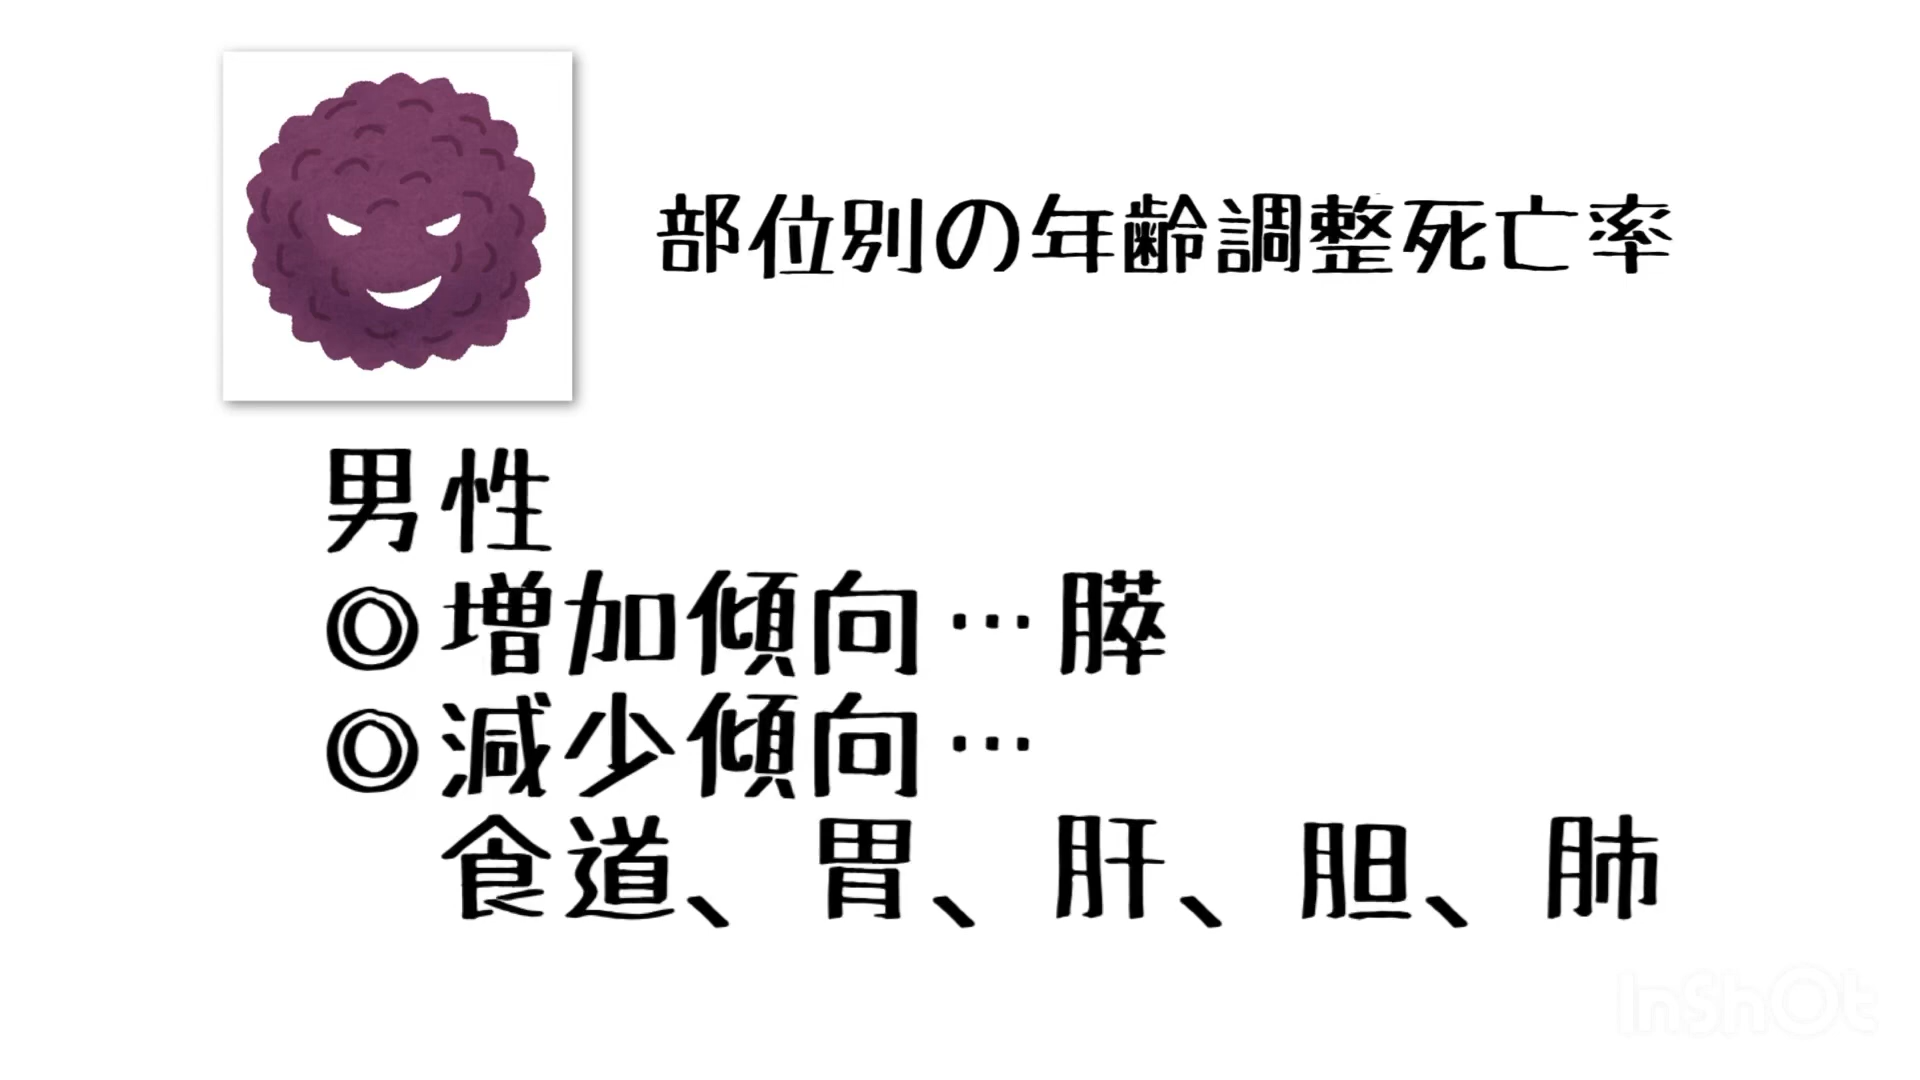 部位別の年齢調整死亡率
男性
◎増加傾向…膵
◎減少傾向…
食道、胃、肝、胆、肺
InShOt